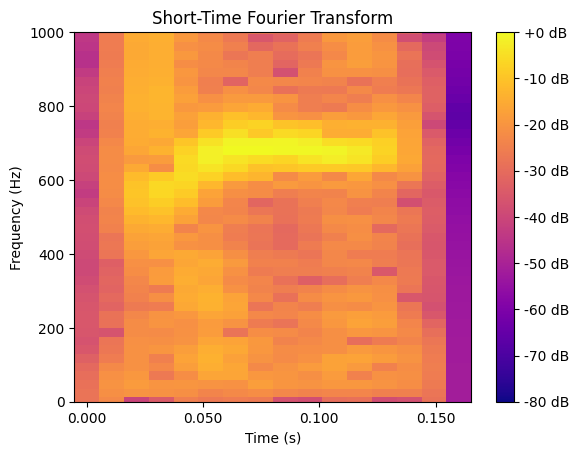 Short-Time Fourier Transform
1000
800
600
400
200
0
Frequency (Hz)
0.000
0.050
0.100
0.150
Time (s)
+0 dB
-10 dB
-20 dB
-30 dB
-40 dB
-50 dB
-60 dB
-70 dB
-80 dB